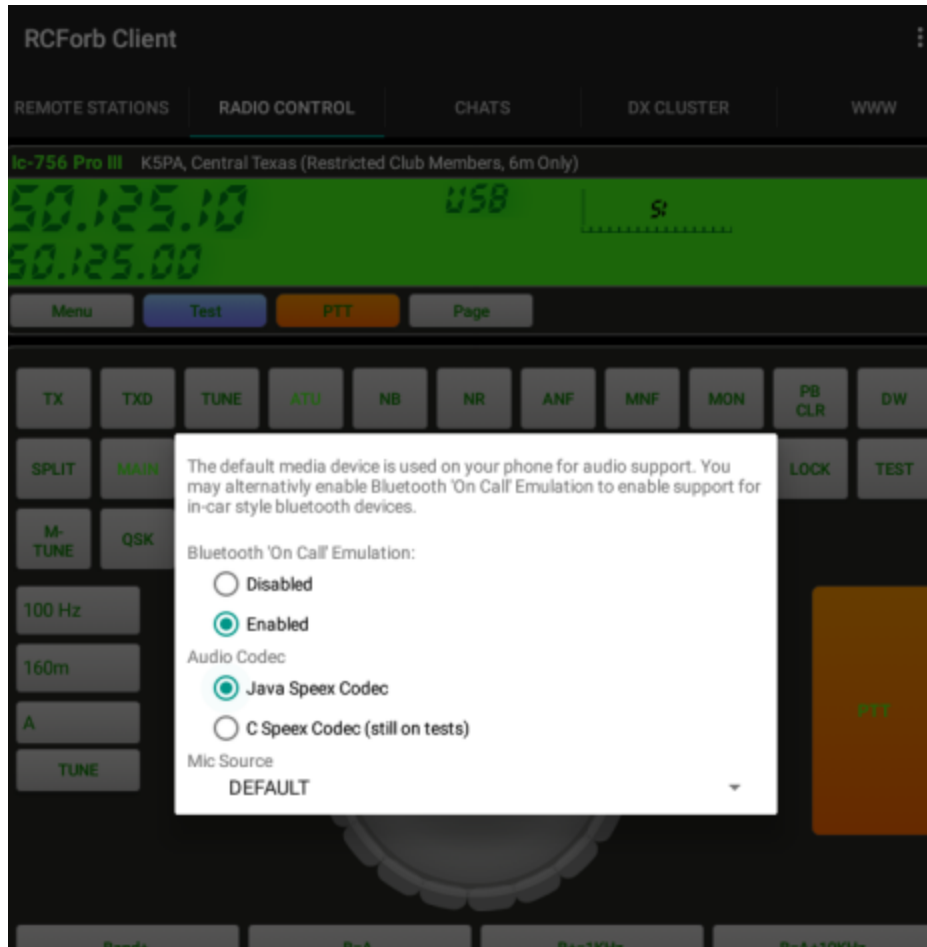 RCForb Client
REMOTE STATIONS RADIO CONTROL CHATS DX CLUSTER WWW
Ic-756 Pro III K5PA, Central Texas (Restricted Club Members, 6m Only)
50.125.10 USB S:
50.125.00
Menu Test PTT Page
TX TXD TUNE ATU NB NR ANF MNF MON PB CLR DW
SPLIT MAIN LOCK TEST
M-TUNE QSK
The default media device is used on your phone for audio support. You
may alternativly enable Bluetooth 'On Call' Emulation to enable support for
in-car style bluetooth devices.
Bluetooth 'On Call' Emulation:
Disabled
Enabled
Audio Codec
Java Speex Codec
C Speex Codec (still on tests)
Mic Source
DEFAULT
100 Hz
160m
A
TUNE
PTT